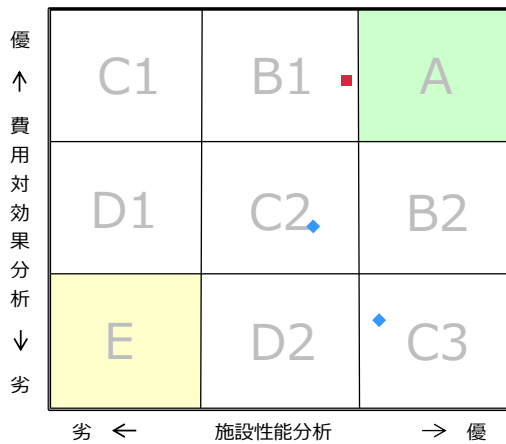 優
↑
費用対効果分析
↓
劣
C1 B1 A
D1 C2 B2
E D2 C3
劣 ← 施設性能分析 → 優